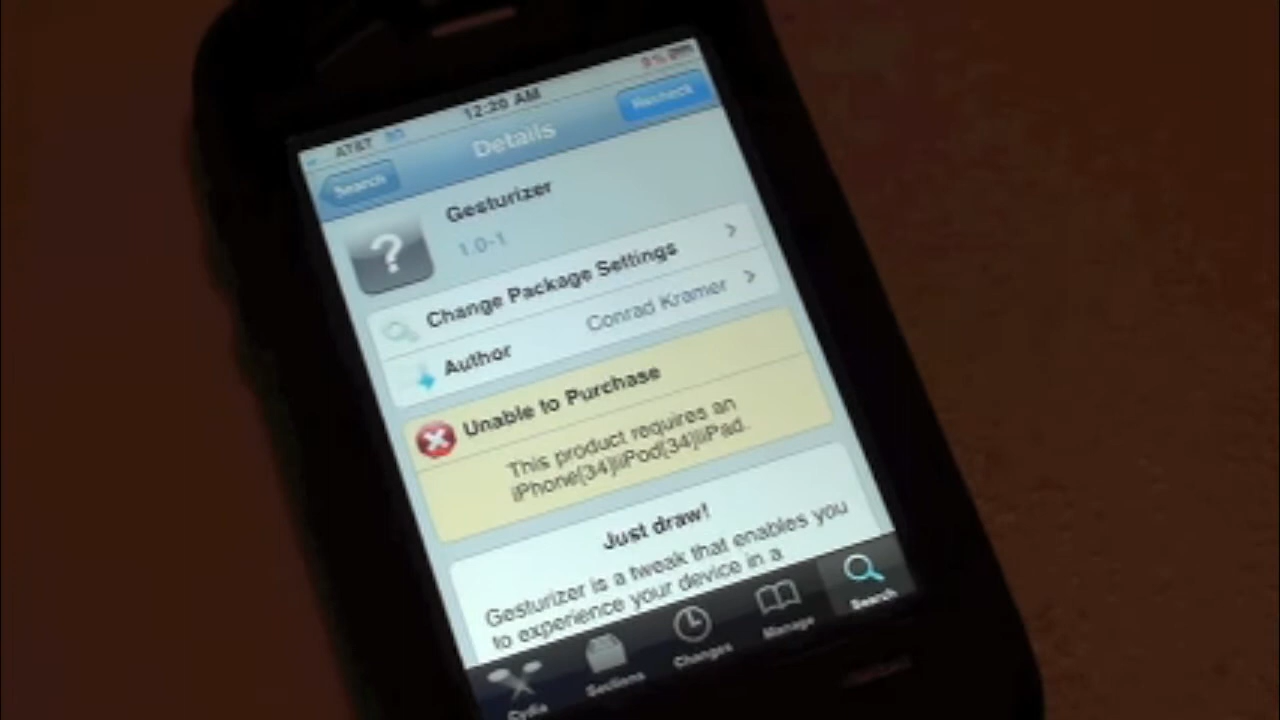 AT&T 12:20 AM 9%
Search Details Recheck
?
Gesturizer
1.0-1
Change Package Settings
Author Conrad Kramer
Unable to Purchase
This product requires an
iPhone(34)|iPod(34)|iPad.
Just draw!
Gesturizer is a tweak that enables you
to experience your device in a
Cydia Sections Changes Manage Search